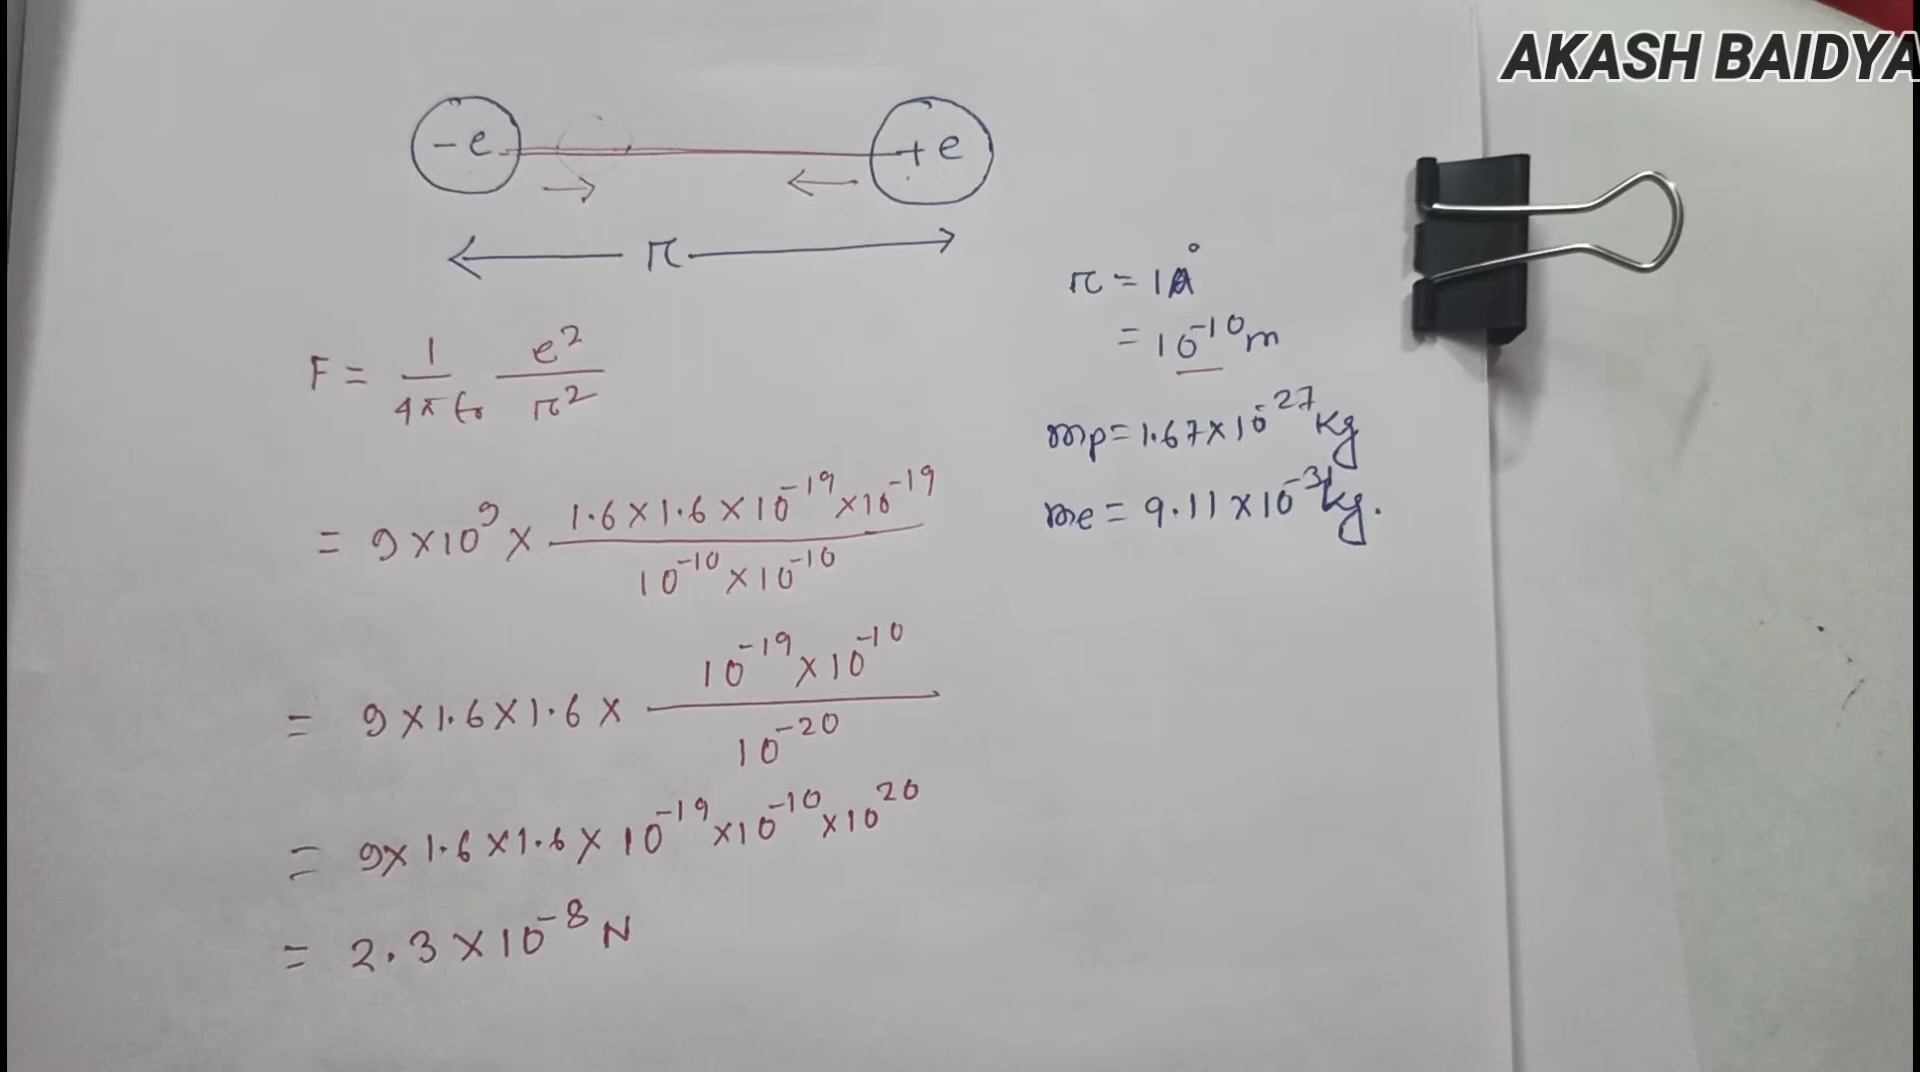 AKASH BAIDYA
-e +e
r
r = 1Å
= 10⁻¹⁰ m
F = 1/4πε₀ e²/r²
mp = 1.67×10⁻²⁷ kg
me = 9.11×10⁻³¹ kg.
= 9×10⁹ × 1.6×1.6×10⁻¹⁹×10⁻¹⁹/10⁻¹⁰×10⁻¹⁰
= 9×1.6×1.6× 10⁻¹⁹×10⁻¹⁰/10⁻²⁰
= 9×1.6×1.6×10⁻¹⁹×10⁻¹⁰×10²⁰
= 2.3×10⁻⁸ N